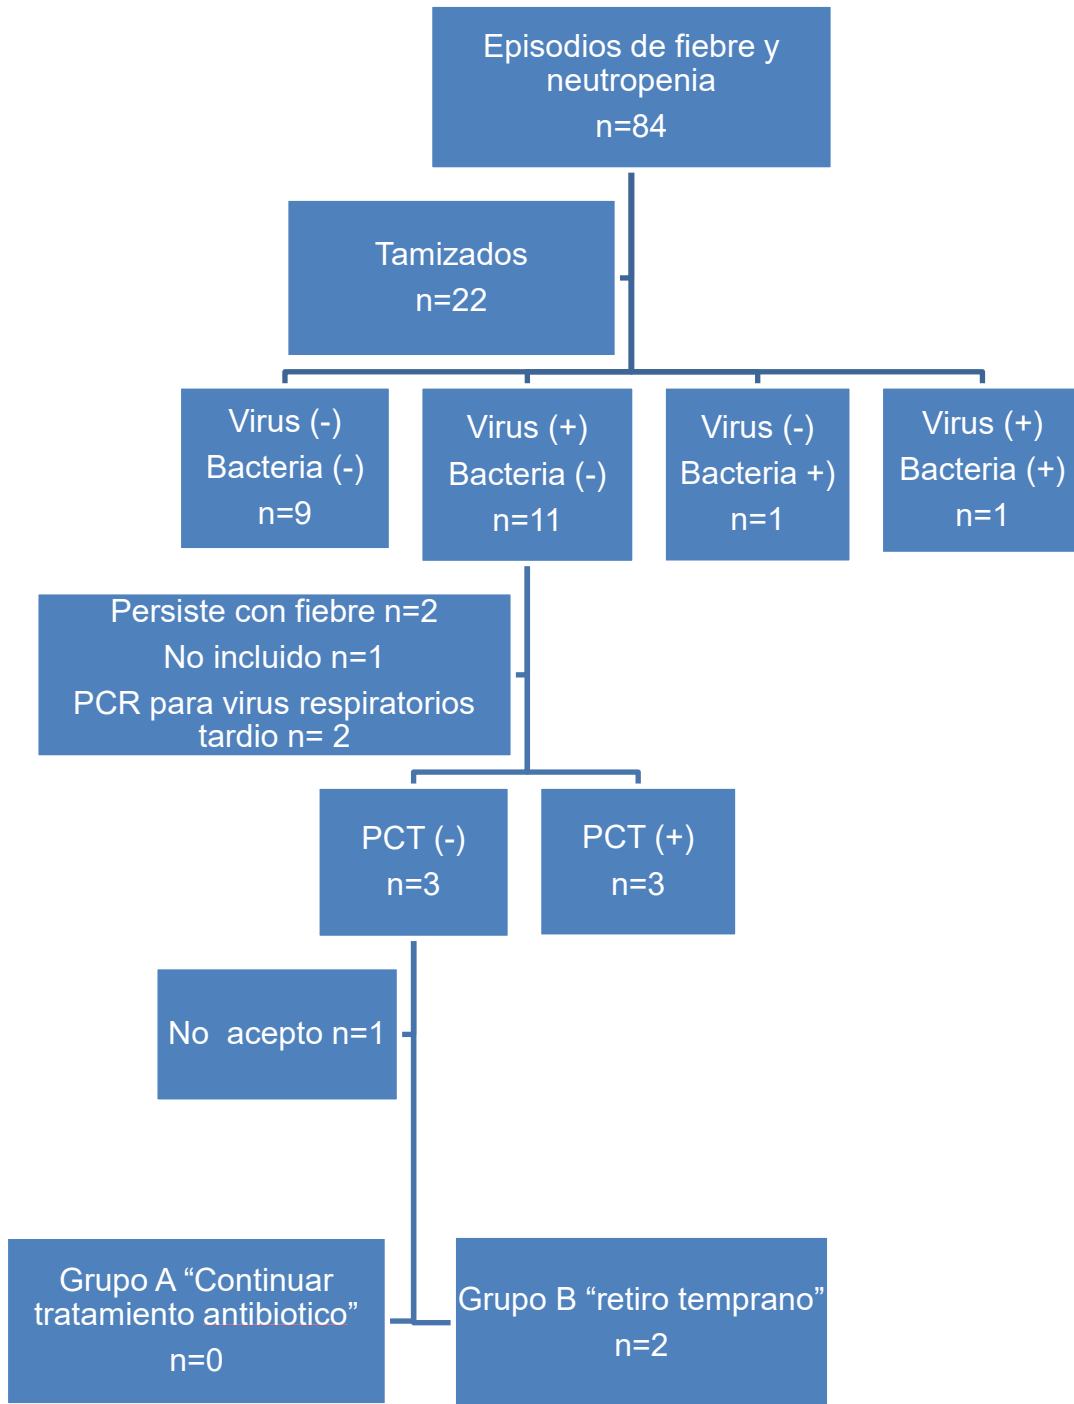 Episodios de fiebre y
neutropenia
n=84
Tamizados
n=22
Virus (-)
Bacteria (-)
n=9
Virus (+)
Bacteria (-)
n=11
Virus (-)
Bacteria +)
n=1
Virus (+)
Bacteria (+)
n=1
Persiste con fiebre n=2
No incluido n=1
PCR para virus respiratorios
tardio n= 2
PCT (-)
n=3
PCT (+)
n=3
No  acepto n=1
Grupo A “Continuar
tratamiento antibiotico”
n=0
Grupo B “retiro temprano”
n=2